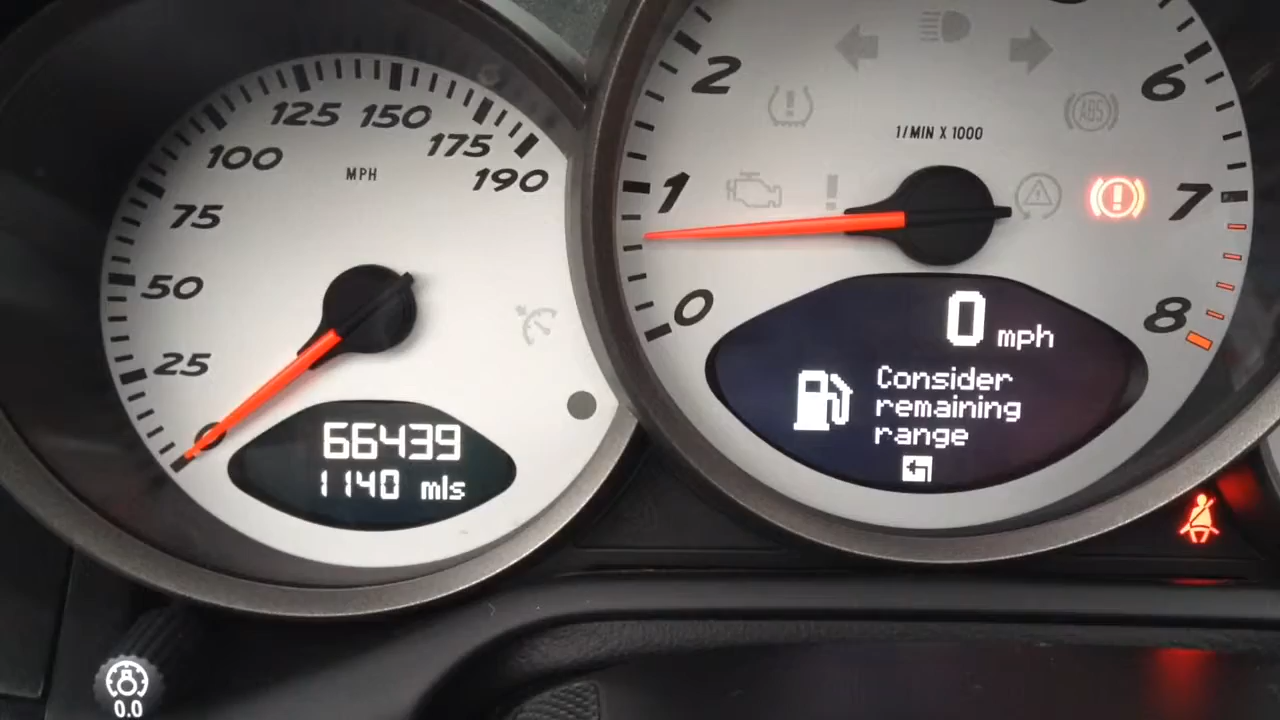 125 150
100
175
MPH
190
75
50
25
66439
1140 mls
2
6
1/MIN X 1000
ABS
1
7
0
8
0 mph
Consider
remaining
range
0.0